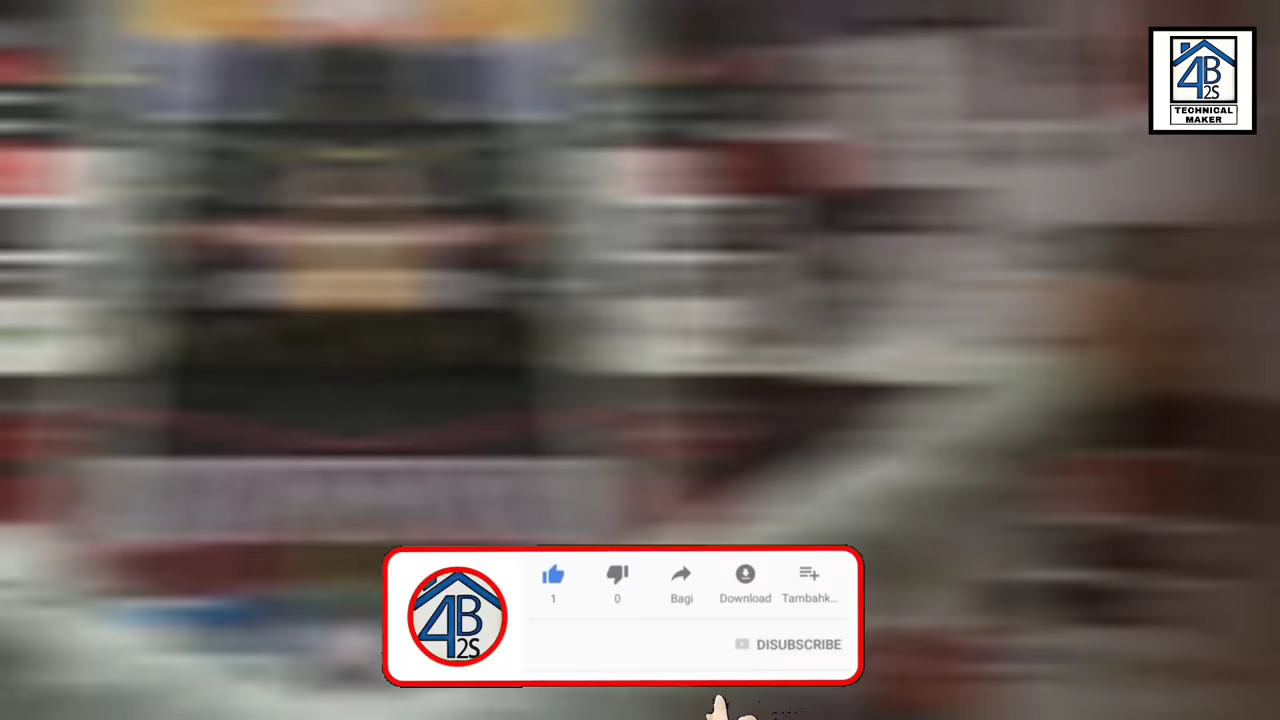 4B
2S
TECHNICAL
MAKER
4B
2S
1
0
Bagi
Download
Tambahk...
DISUBSCRIBE